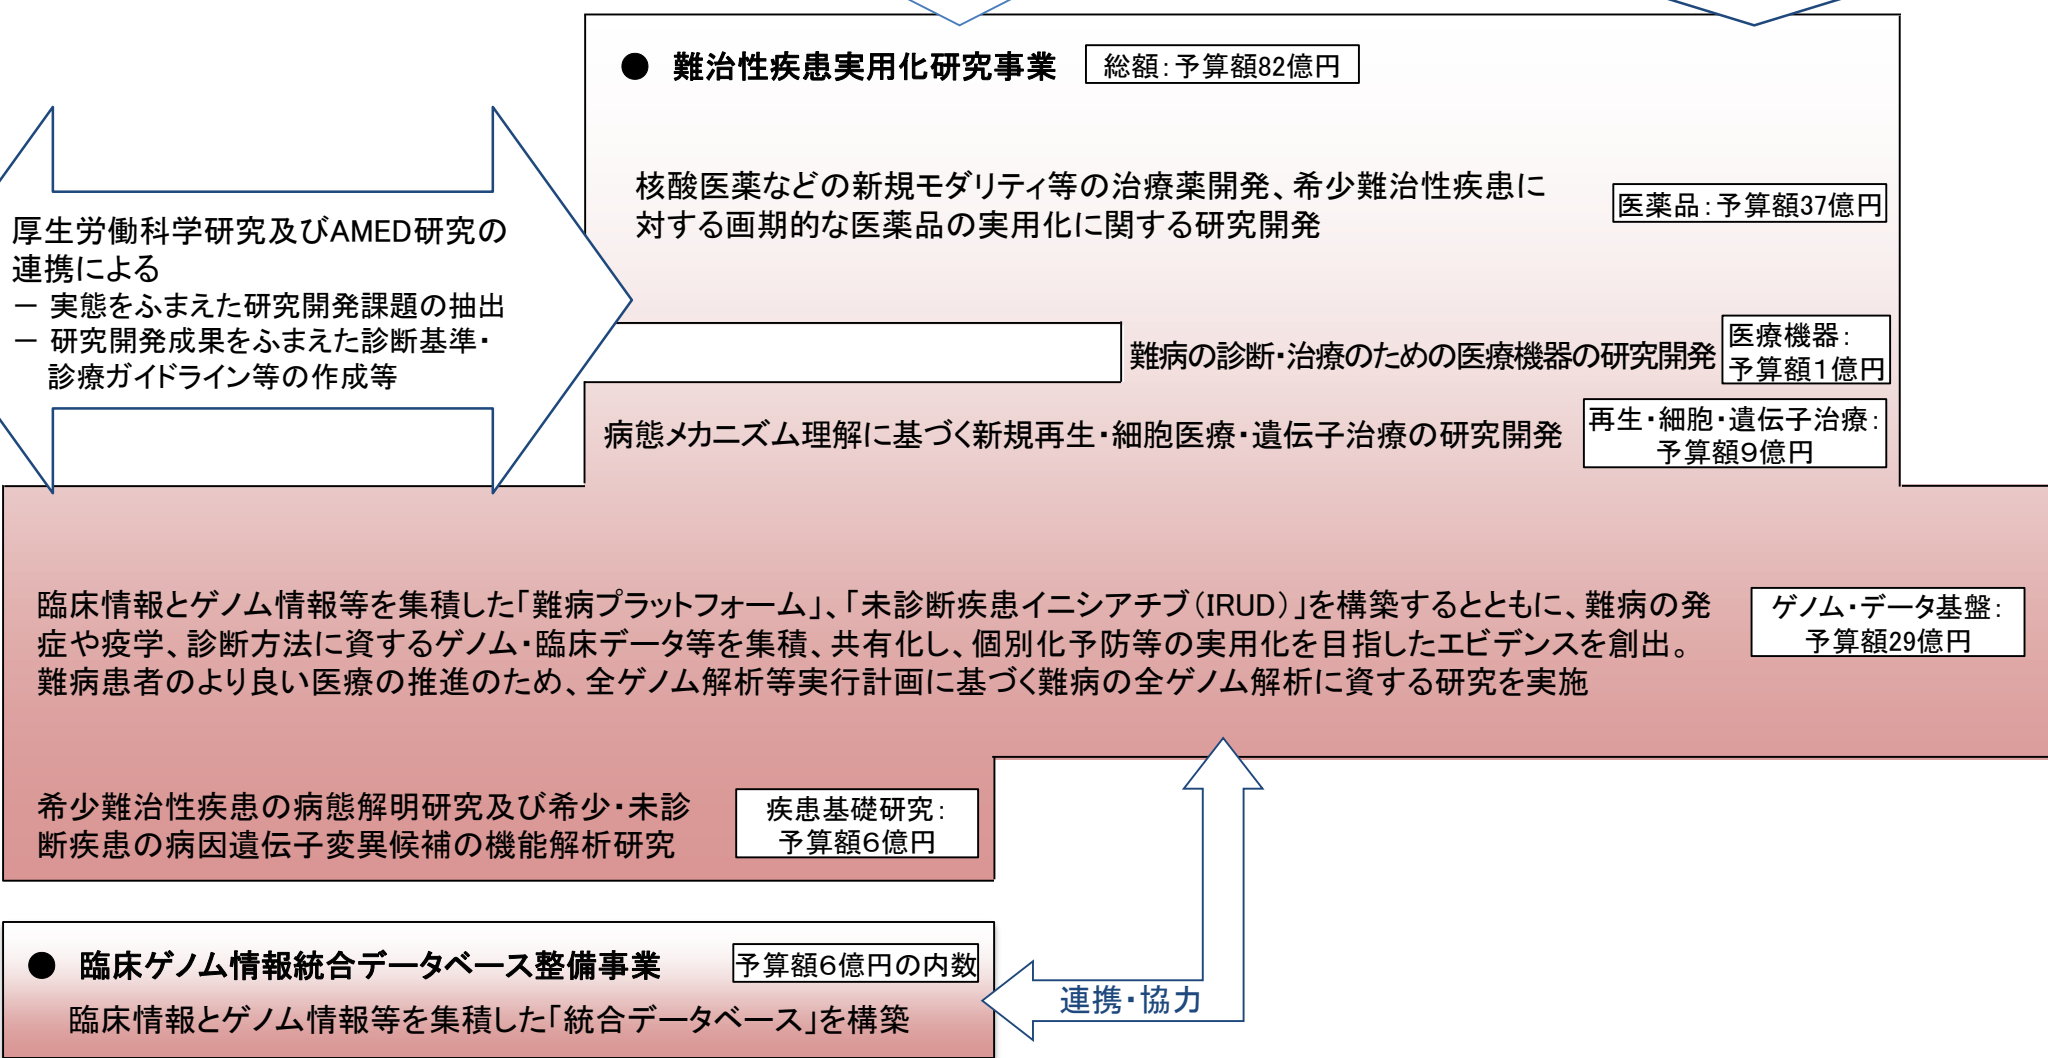 ● 難治性疾患実用化研究事業
総額：予算額82億円
核酸医薬などの新規モダリティ等の治療薬開発、希少難治性疾患に
対する画期的な医薬品の実用化に関する研究開発
医薬品：予算額37億円
厚生労働科学研究及びAMED研究の
連携による
－ 実態をふまえた研究開発課題の抽出
－ 研究開発成果をふまえた診断基準・
診療ガイドライン等の作成等
難病の診断・治療のための医療機器の研究開発
医療機器：
予算額１億円
病態メカニズム理解に基づく新規再生・細胞医療・遺伝子治療の研究開発
再生・細胞・遺伝子治療：
予算額９億円
臨床情報とゲノム情報等を集積した「難病プラットフォーム」、「未診断疾患イニシアチブ（IRUD）」を構築するとともに、難病の発
症や疫学、診断方法に資するゲノム・臨床データ等を集積、共有化し、個別化予防等の実用化を目指したエビデンスを創出。
難病患者のより良い医療の推進のため、全ゲノム解析等実行計画に基づく難病の全ゲノム解析に資する研究を実施
ゲノム・データ基盤：
予算額29億円
希少難治性疾患の病態解明研究及び希少・未診
断疾患の病因遺伝子変異候補の機能解析研究
疾患基礎研究：
予算額６億円
● 臨床ゲノム情報統合データベース整備事業
予算額６億円の内数
臨床情報とゲノム情報等を集積した「統合データベース」を構築
連携・協力